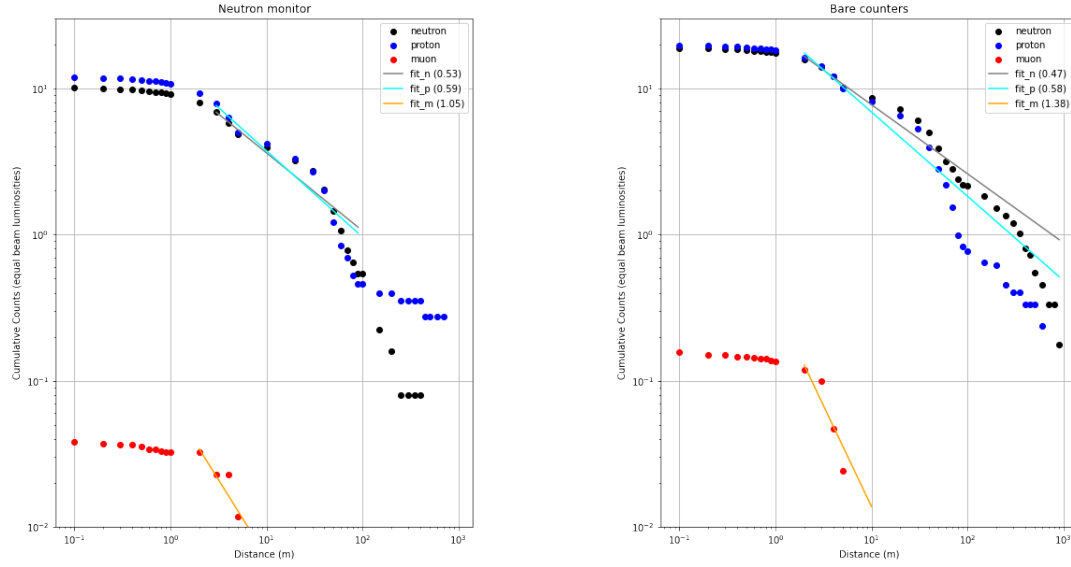 Neutron monitor
neutron
proton
muon
fit_n (0.53)
fit_p (0.59)
fit_m (1.05)
Cumulative Counts (equal beam luminosities)
10¹
10⁰
10⁻¹
10⁻²
10⁻¹ 10⁰ 10¹ 10² 10³
Distance (m)
Bare counters
neutron
proton
muon
fit_n (0.47)
fit_p (0.58)
fit_m (1.38)
Cumulative Counts (equal beam luminosities)
10¹
10⁰
10⁻¹
10⁻²
10⁻¹ 10⁰ 10¹ 10² 10³
Distance (m)